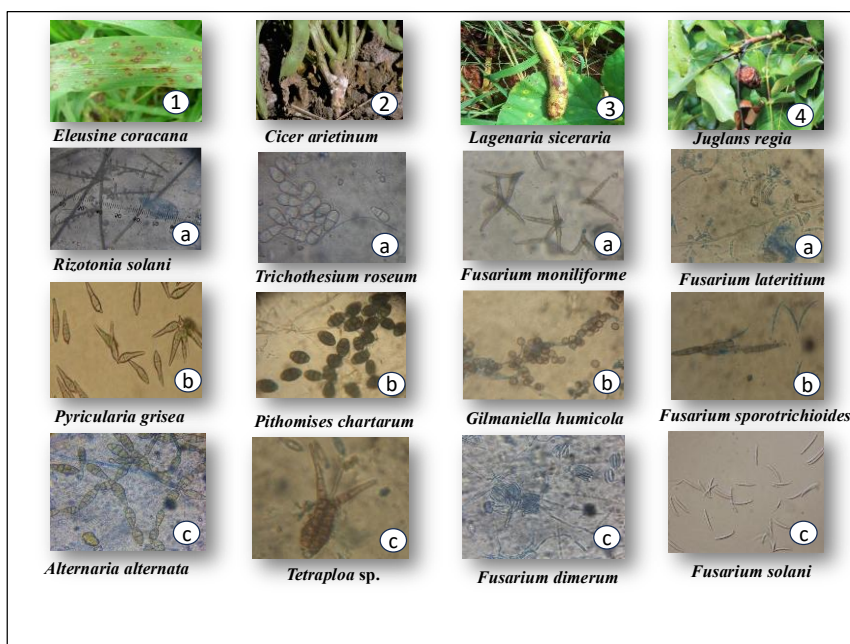 1 2 3 4
Eleusine coracana Cicer arietinum Lagenaria siceraria Juglans regia
a a a a
Rizotonia solani Trichothesium roseum Fusarium moniliforme Fusarium lateritium
b b b b
Pyricularia grisea Pithomises chartarum Gilmaniella humicola Fusarium sporotrichioides
c c c c
Alternaria alternata Tetraploa sp. Fusarium dimerum Fusarium solani